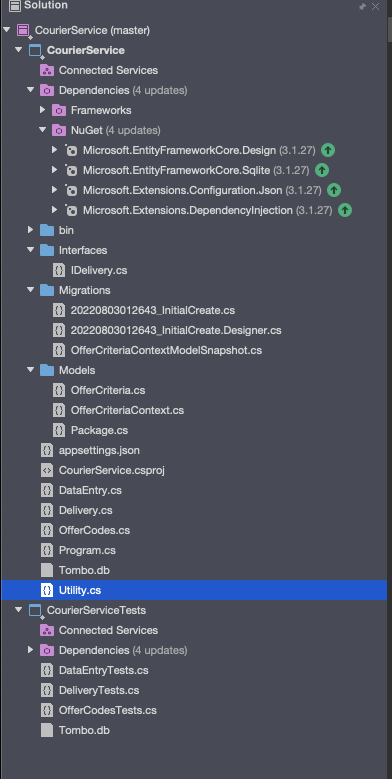 Solution
CourierService (master)
CourierService
Connected Services
Dependencies (4 updates)
Frameworks
NuGet (4 updates)
Microsoft.EntityFrameworkCore.Design (3.1.27)
Microsoft.EntityFrameworkCore.Sqlite (3.1.27)
Microsoft.Extensions.Configuration.Json (3.1.27)
Microsoft.Extensions.DependencyInjection (3.1.27)
bin
Interfaces
IDelivery.cs
Migrations
20220803012643_InitialCreate.cs
20220803012643_InitialCreate.Designer.cs
OfferCriteriaContextModelSnapshot.cs
Models
OfferCriteria.cs
OfferCriteriaContext.cs
Package.cs
appsettings.json
CourierService.csproj
DataEntry.cs
Delivery.cs
OfferCodes.cs
Program.cs
Tombo.db
Utility.cs
CourierServiceTests
Connected Services
Dependencies (4 updates)
DataEntryTests.cs
DeliveryTests.cs
OfferCodesTests.cs
Tombo.db